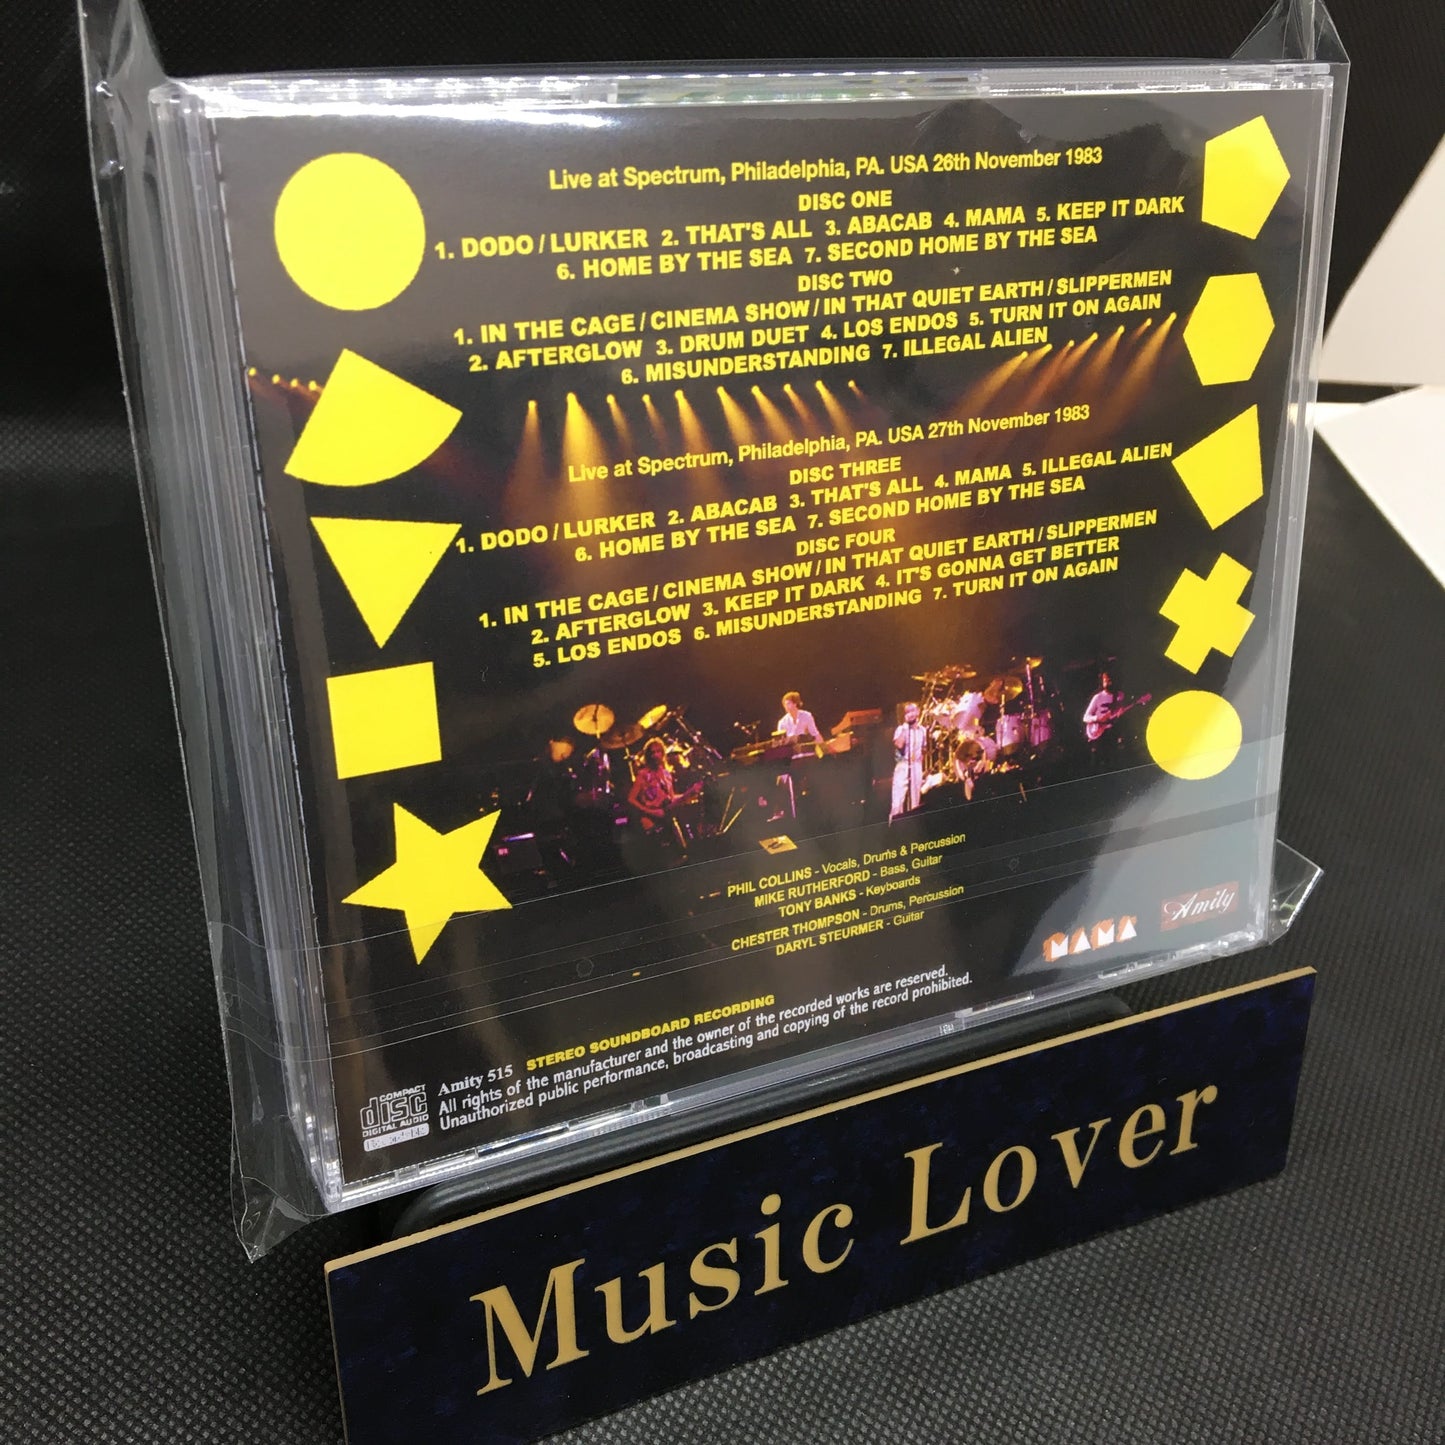 Live at Spectrum, Philadelphia, PA. USA 26th November 1983
DISC ONE
1. DODO / LURKER 2. THAT'S ALL 3. ABACAB 4. MAMA 5. KEEP IT DARK
6. HOME BY THE SEA 7. SECOND HOME BY THE SEA
DISC TWO
1. IN THE CAGE / CINEMA SHOW / IN THAT QUIET EARTH / SLIPPERMEN
2. AFTERGLOW 3. DRUM DUET 4. LOS ENDOS 5. TURN IT ON AGAIN
6. MISUNDERSTANDING 7. ILLEGAL ALIEN
Live at Spectrum, Philadelphia, PA. USA 27th November 1983
DISC THREE
1. DODO / LURKER 2. ABACAB 3. THAT'S ALL 4. MAMA 5. ILLEGAL ALIEN
6. HOME BY THE SEA 7. SECOND HOME BY THE SEA
DISC FOUR
1. IN THE CAGE / CINEMA SHOW / IN THAT QUIET EARTH / SLIPPERMEN
2. AFTERGLOW 3. KEEP IT DARK 4. IT'S GONNA GET BETTER
5. LOS ENDOS 6. MISUNDERSTANDING 7. TURN IT ON AGAIN
PHIL COLLINS - Vocals, Drums & Percussion
MIKE RUTHERFORD - Bass, Guitar
TONY BANKS - Keyboards
CHESTER THOMPSON - Drums, Percussion
DARYL STEURMER - Guitar
MAMA
Amity
COMPACT
disc
DIGITAL AUDIO
Amity 515 STEREO SOUNDBOARD RECORDING
All rights of the manufacturer and the owner of the recorded works are reserved.
Unauthorized public performance, broadcasting and copying of the record prohibited.
Music Lover